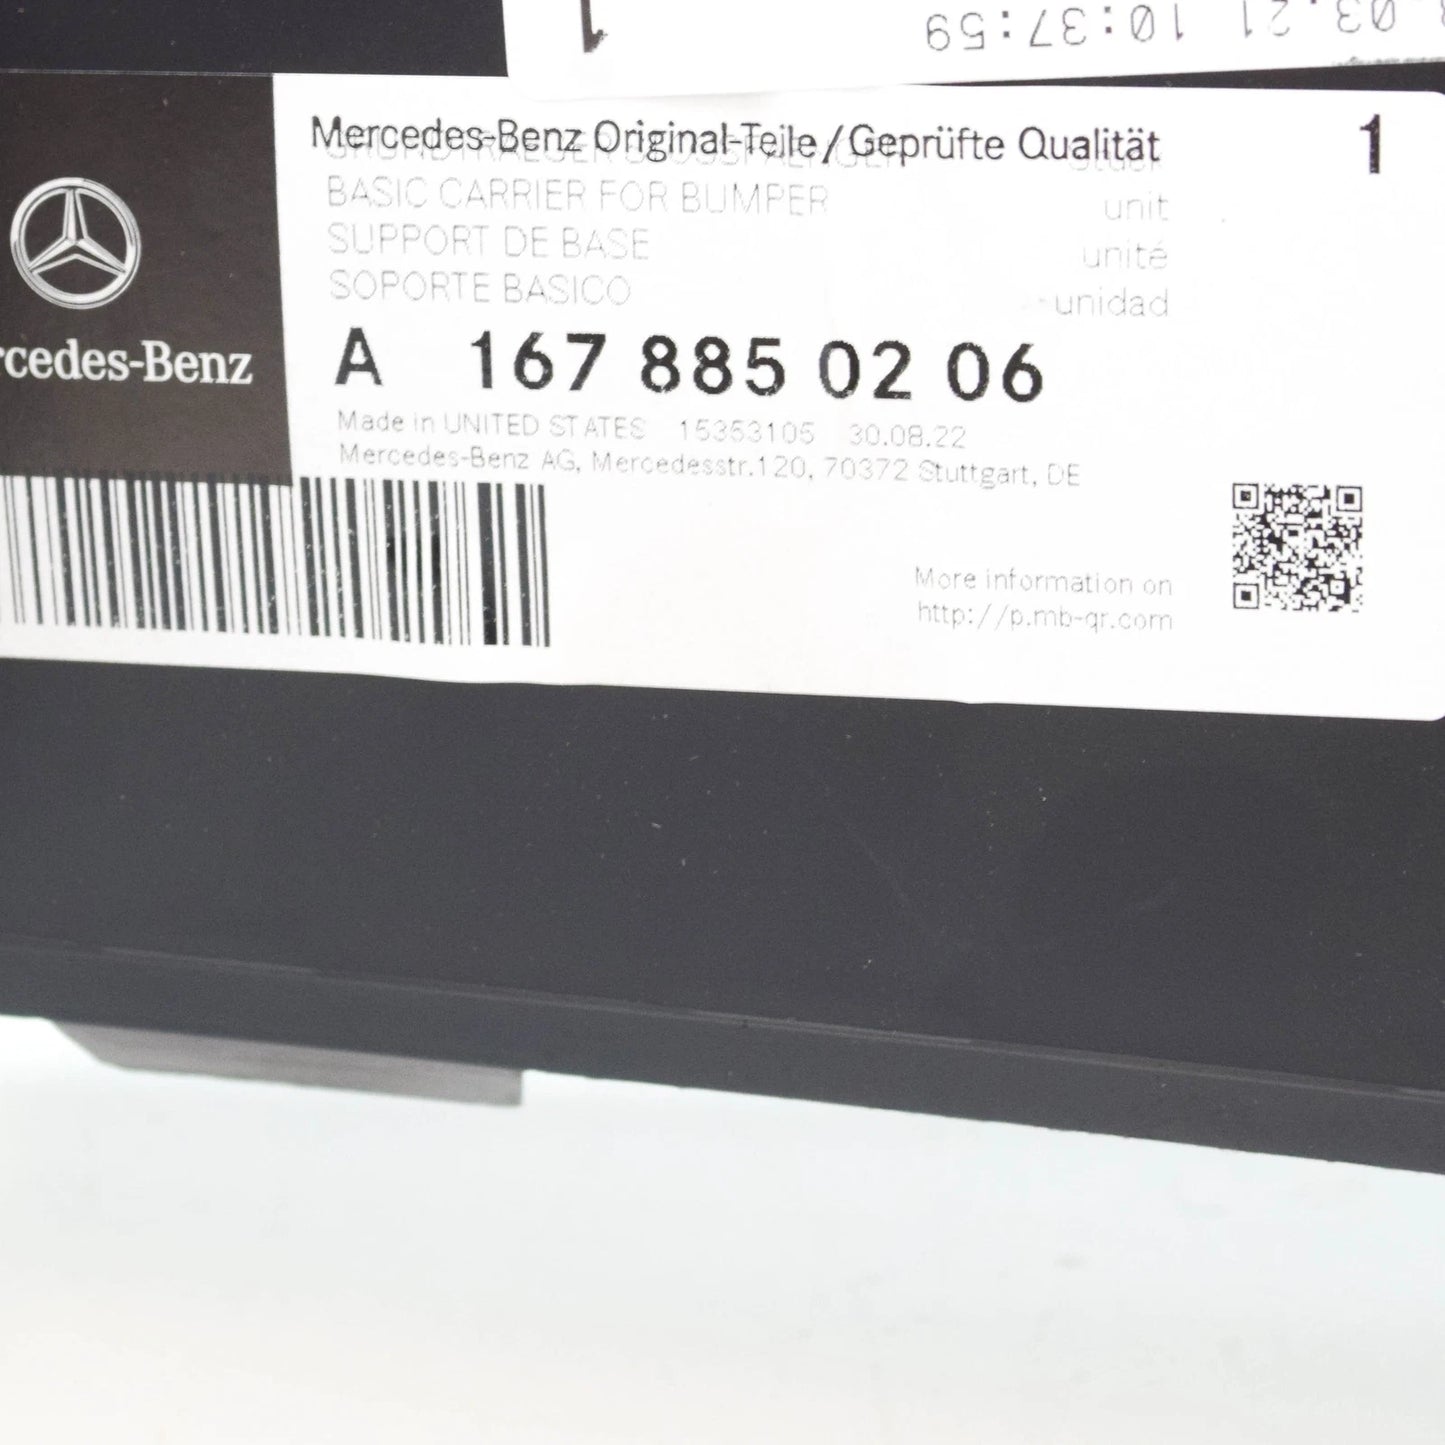 1
03.21 10:37:59
Mercedes-Benz Original-Teile/Geprüfte Qualität 1
GRUNDTRAEGER Stück
BASIC CARRIER FOR BUMPER unit
SUPPORT DE BASE unité
SOPORTE BASICO unidad
rcedes-Benz
A 167 885 02 06
Made in UNITED STATES 15353105 30.08.22
Mercedes-Benz AG, Mercedesstr.120, 70372 Stuttgart, DE
More information on
http://p.mb-qr.com